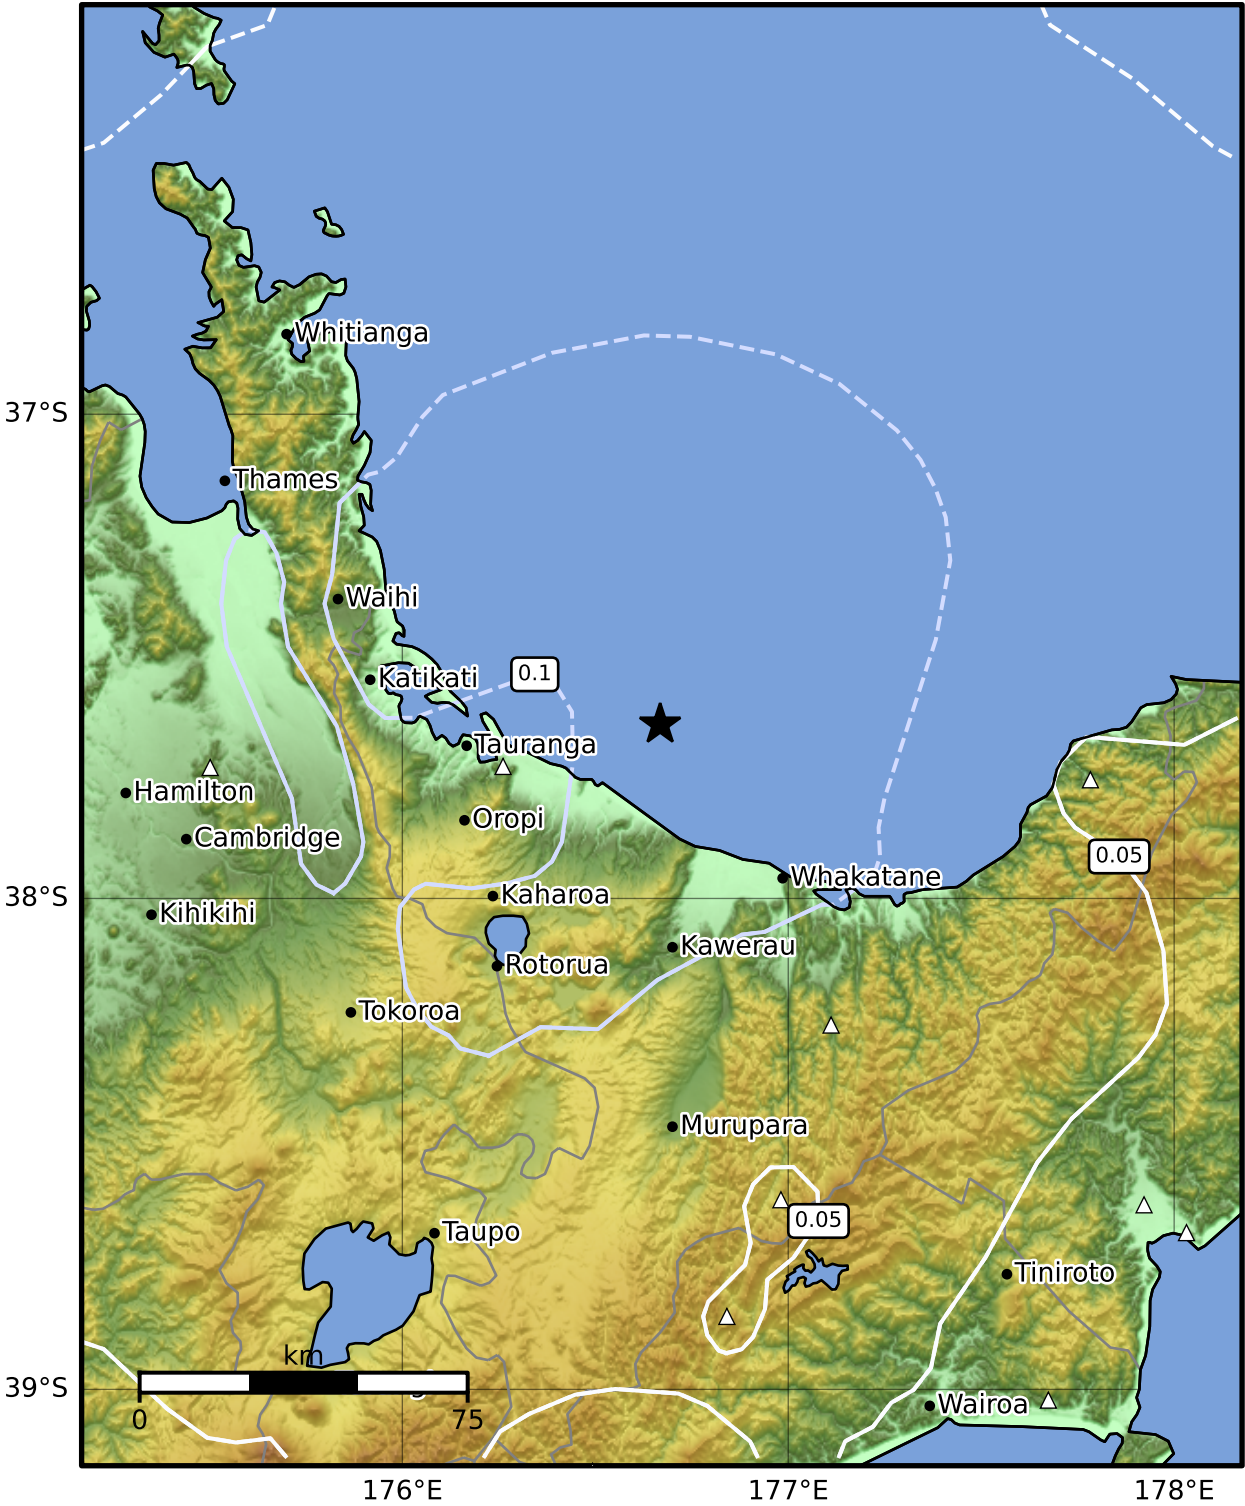 Whitianga
37°S
Thames
Waihi
Katikati
0.1
Tauranga
Hamilton
Oropi
Cambridge
0.05
Whakatane
38°S
Kaharoa
Kihikihi
Kawerau
Rotorua
Tokoroa
Murupara
0.05
Taupo
Tiniroto
km
39°S
Wairoa
0
75
176°E
177°E
178°E